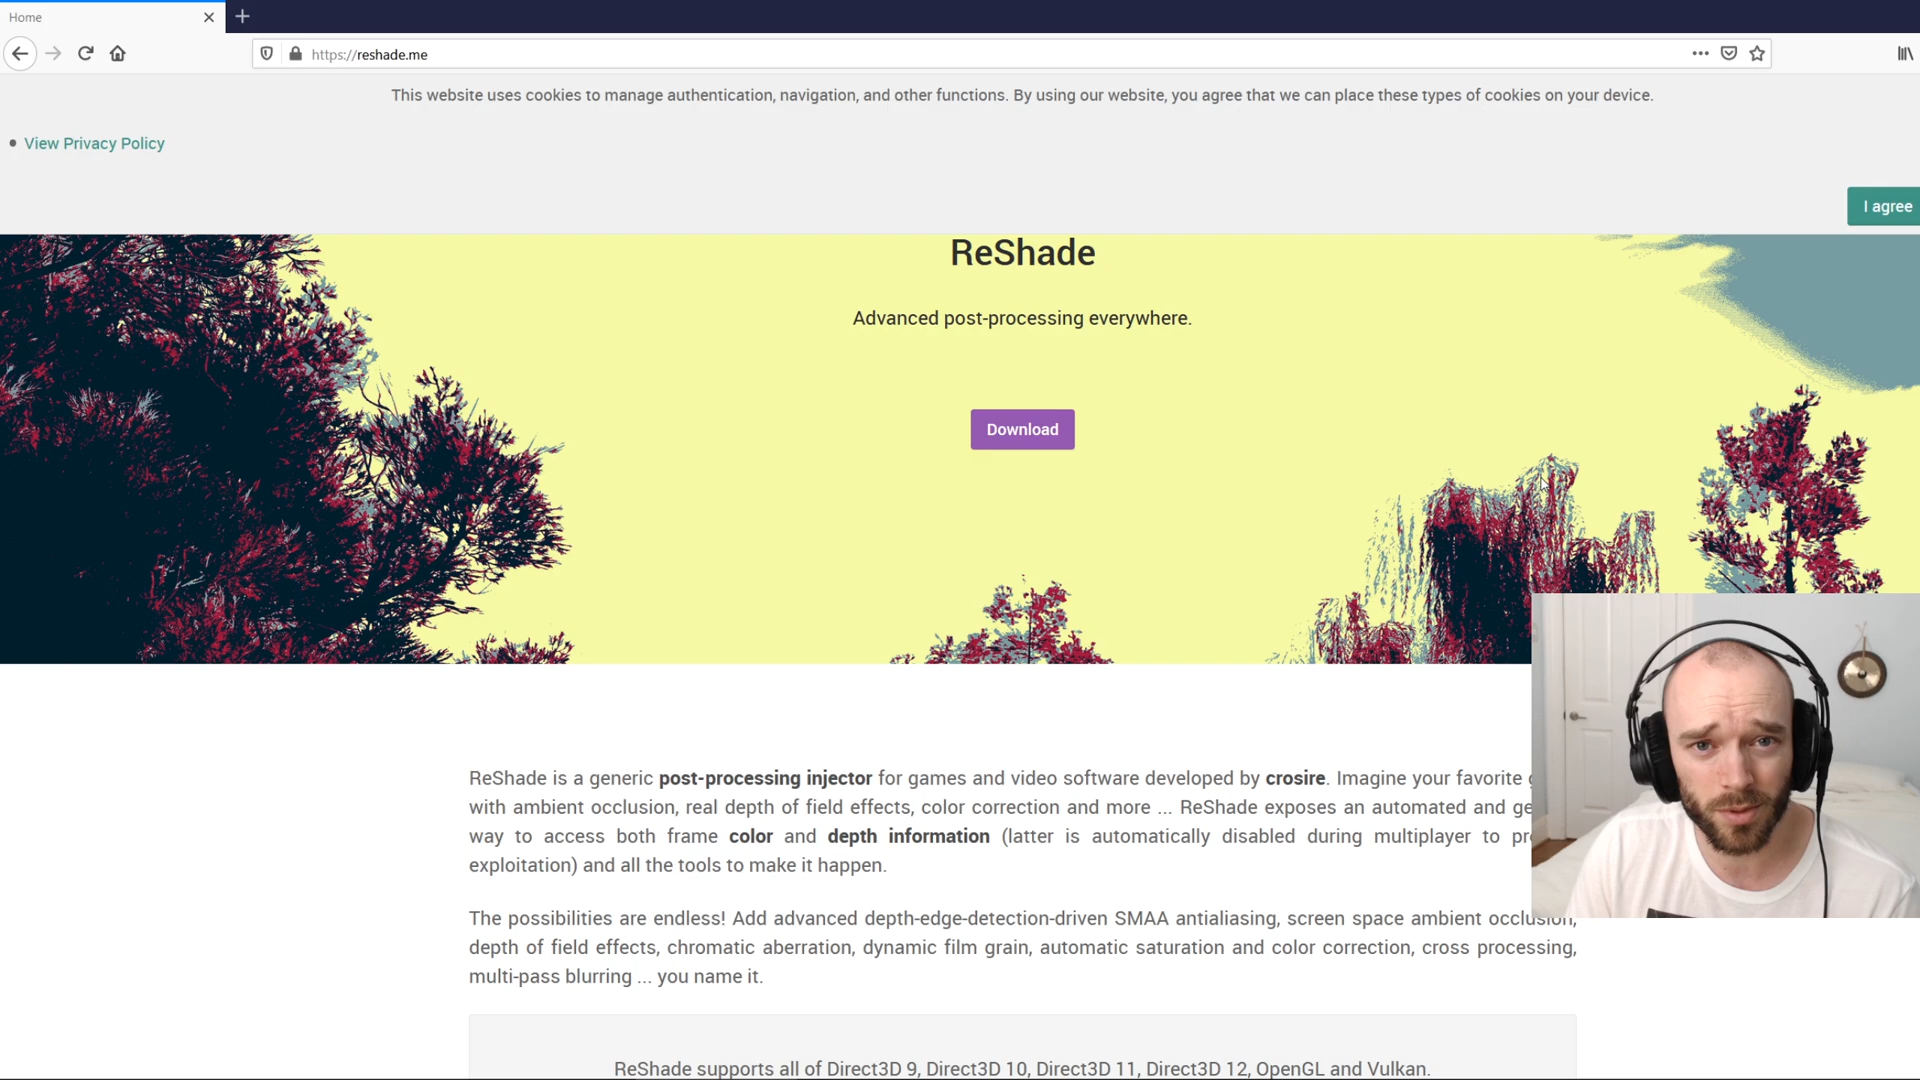 Home
https://reshade.me
This website uses cookies to manage authentication, navigation, and other functions. By using our website, you agree that we can place these types of cookies on your device.
View Privacy Policy
I agree
ReShade
Advanced post-processing everywhere.
Download
ReShade is a generic post-processing injector for games and video software developed by crosire. Imagine your favorite
with ambient occlusion, real depth of field effects, color correction and more ... ReShade exposes an automated and
way to access both frame color and depth information (latter is automatically disabled during multiplayer to
exploitation) and all the tools to make it happen.
The possibilities are endless! Add advanced depth-edge-detection-driven SMAA antialiasing, screen space ambient occlusion,
depth of field effects, chromatic aberration, dynamic film grain, automatic saturation and color correction, cross processing,
multi-pass blurring ... you name it.
ReShade supports all of Direct3D 9, Direct3D 10, Direct3D 11, Direct3D 12, OpenGL and Vulkan.